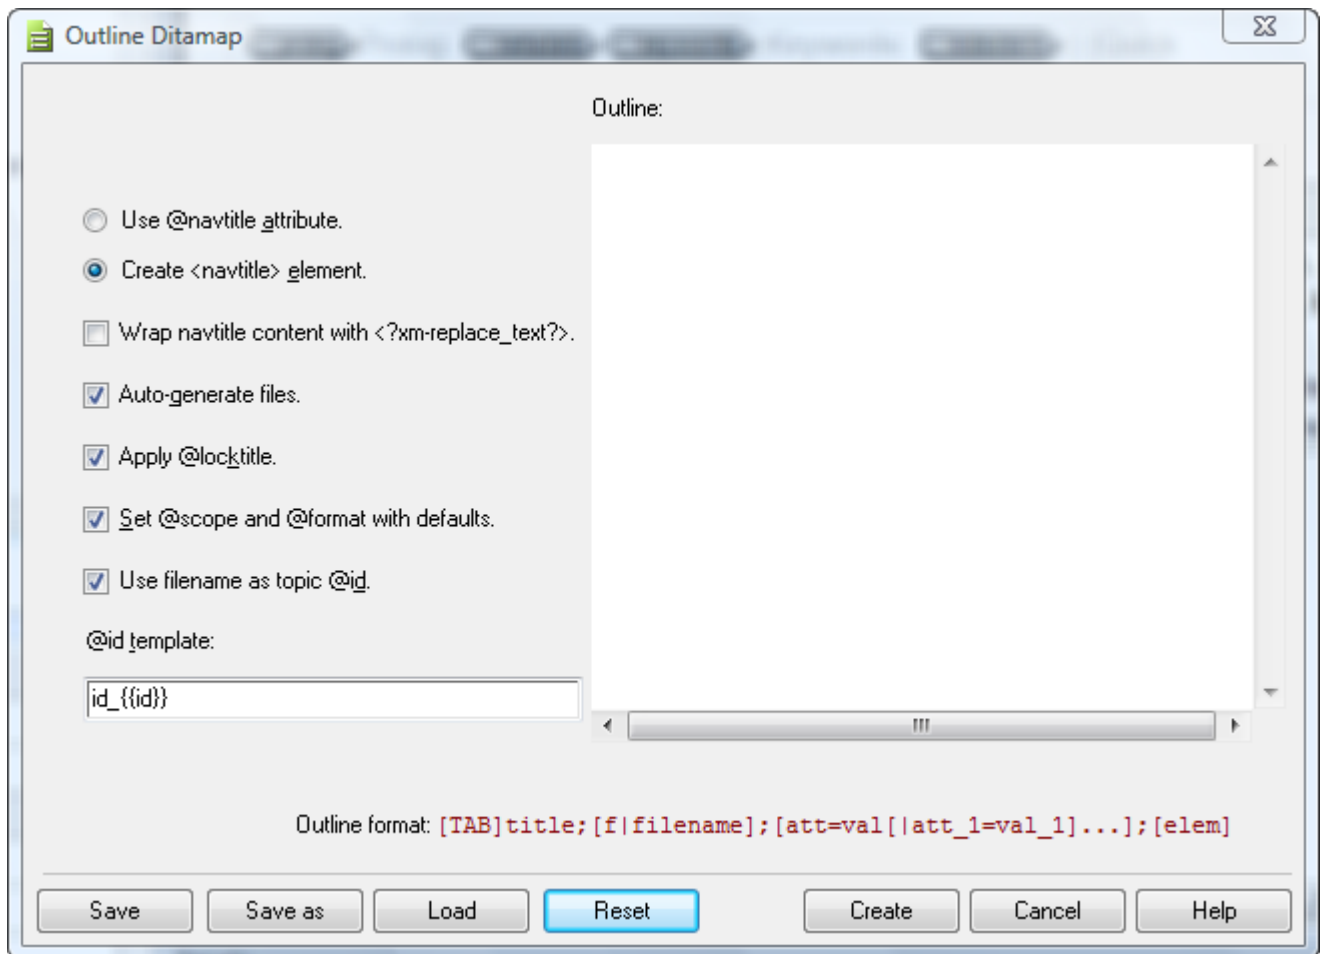 Outline Ditamap
Outline:
Use @navtitle attribute.
Create <navtitle> element.
Wrap navtitle content with <?xm-replace_text?>.
Auto-generate files.
Apply @locktitle.
Set @scope and @format with defaults.
Use filename as topic @id.
@id template:
id_{{id}}
Outline format: [TAB]title;[f|filename];[att=val[|att_1=val_1]...];[elem]
Save Save as Load Reset Create Cancel Help